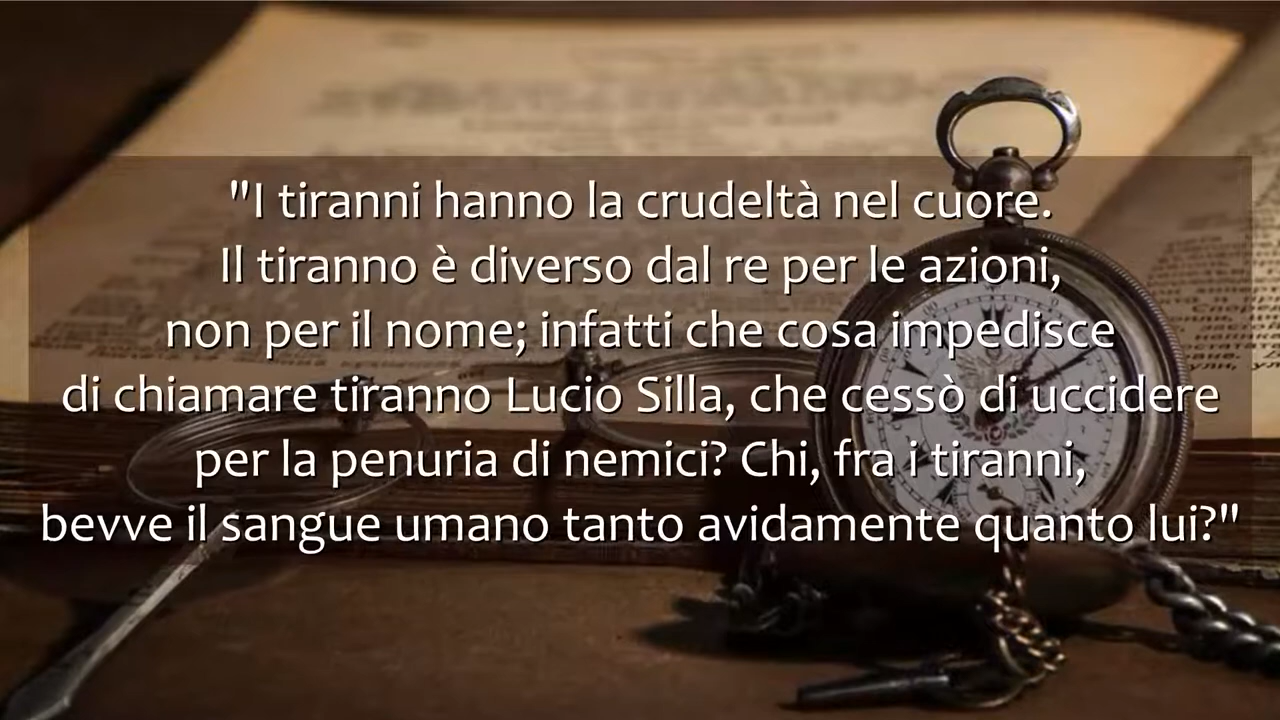 "I tiranni hanno la crudeltà nel cuore.
Il tiranno è diverso dal re per le azioni,
non per il nome; infatti che cosa impedisce
di chiamare tiranno Lucio Silla, che cessò di uccidere
per la penuria di nemici? Chi, fra i tiranni,
bevve il sangue umano tanto avidamente quanto lui?"